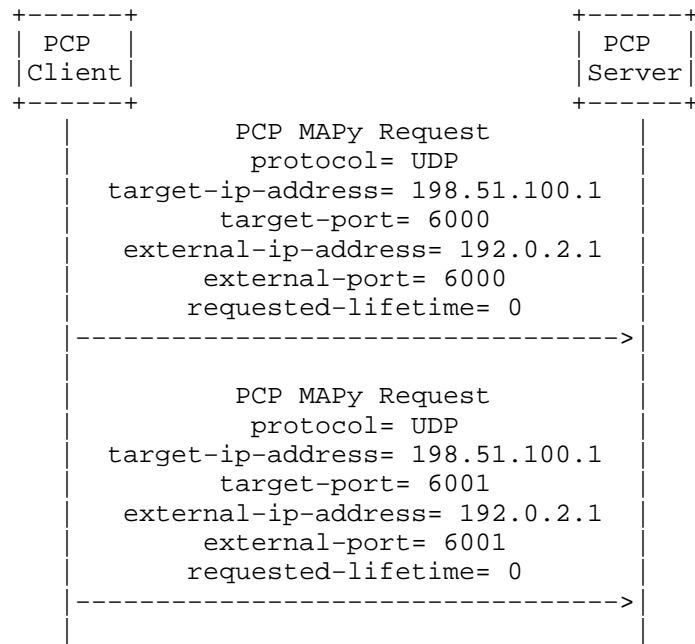 PCP PCP
Client Server
PCP MAPy Request
protocol= UDP
target-ip-address= 198.51.100.1
target-port= 6000
external-ip-address= 192.0.2.1
external-port= 6000
requested-lifetime= 0
PCP MAPy Request
protocol= UDP
target-ip-address= 198.51.100.1
target-port= 6001
external-ip-address= 192.0.2.1
external-port= 6001
requested-lifetime= 0